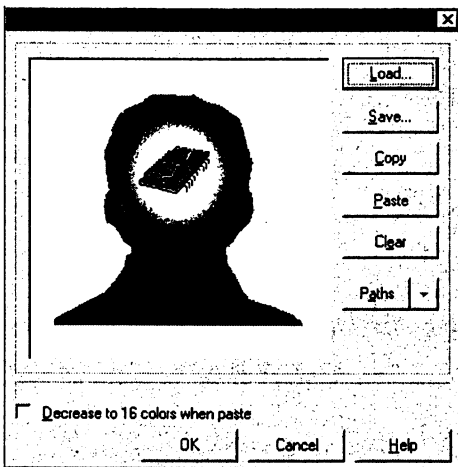 Load...
Save...
Copy
Paste
Clear
Paths
Decrease to 16 colors when paste
OK Cancel Help